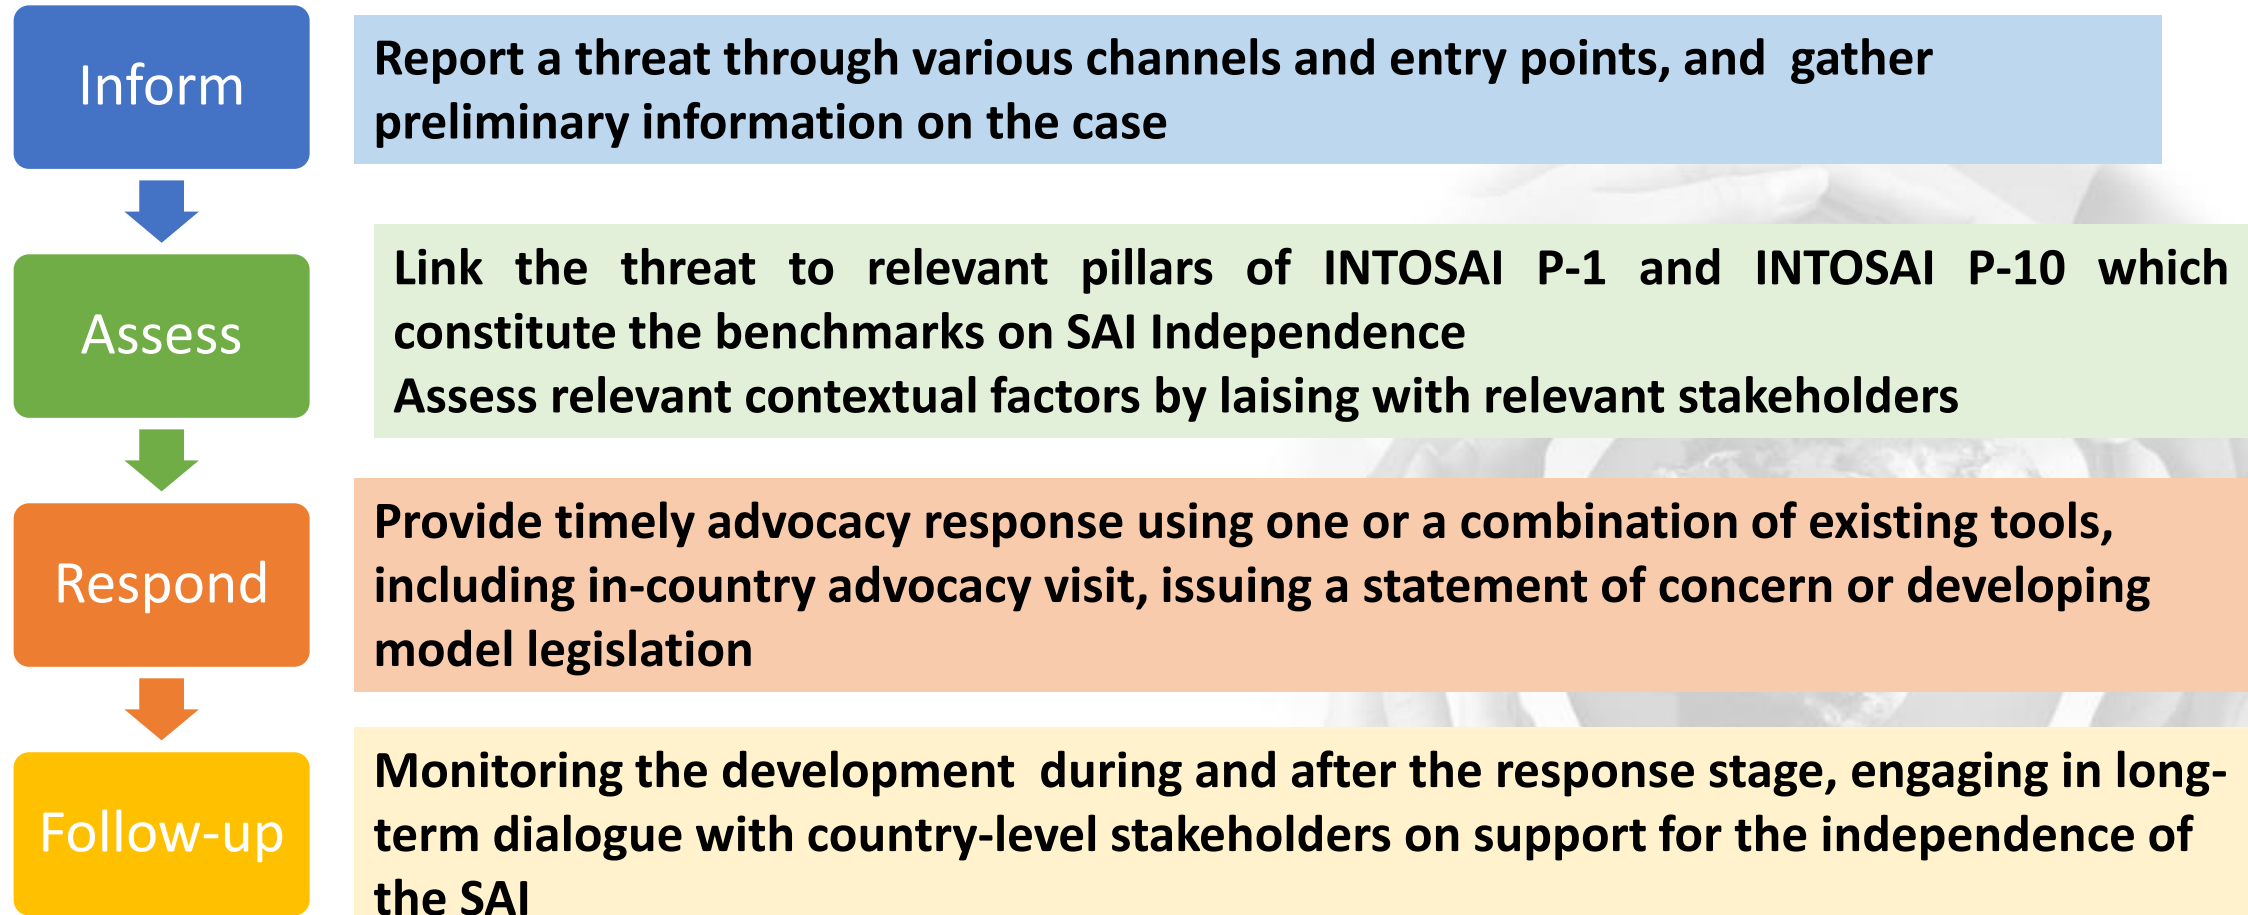 Inform
Report a threat through various channels and entry points, and  gather
preliminary information on the case
Assess
Link the threat to relevant pillars of INTOSAI P-1 and INTOSAI P-10 which
constitute the benchmarks on SAI Independence
Assess relevant contextual factors by laising with relevant stakeholders
Respond
Provide timely advocacy response using one or a combination of existing tools,
including in-country advocacy visit, issuing a statement of concern or developing
model legislation
Follow-up
Monitoring the development  during and after the response stage, engaging in long-
term dialogue with country-level stakeholders on support for the independence of
the SAI